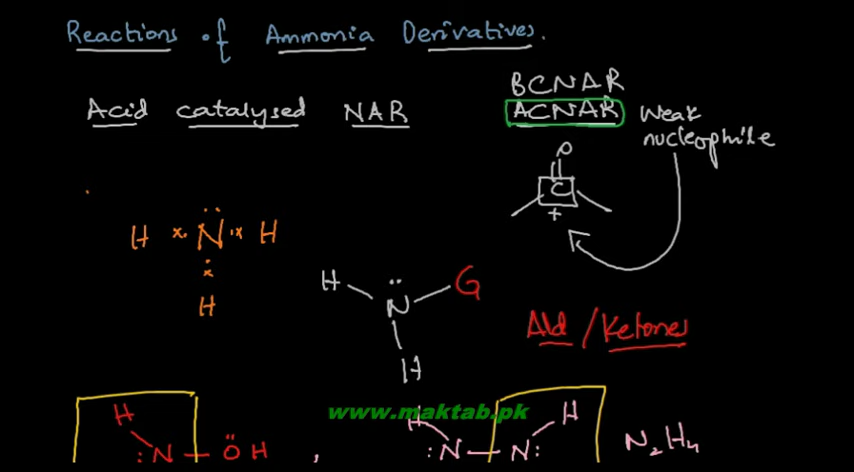 Reactions of Ammonia Derivatives.
BCNAR
Acid catalysed NAR ACNAR Weak
nucleophile
O
C
+
H N H
H
H N G
H
Ald / Ketones
www.maktab.pk
H H H
:N — ÖH , :N — N: N₂H₄